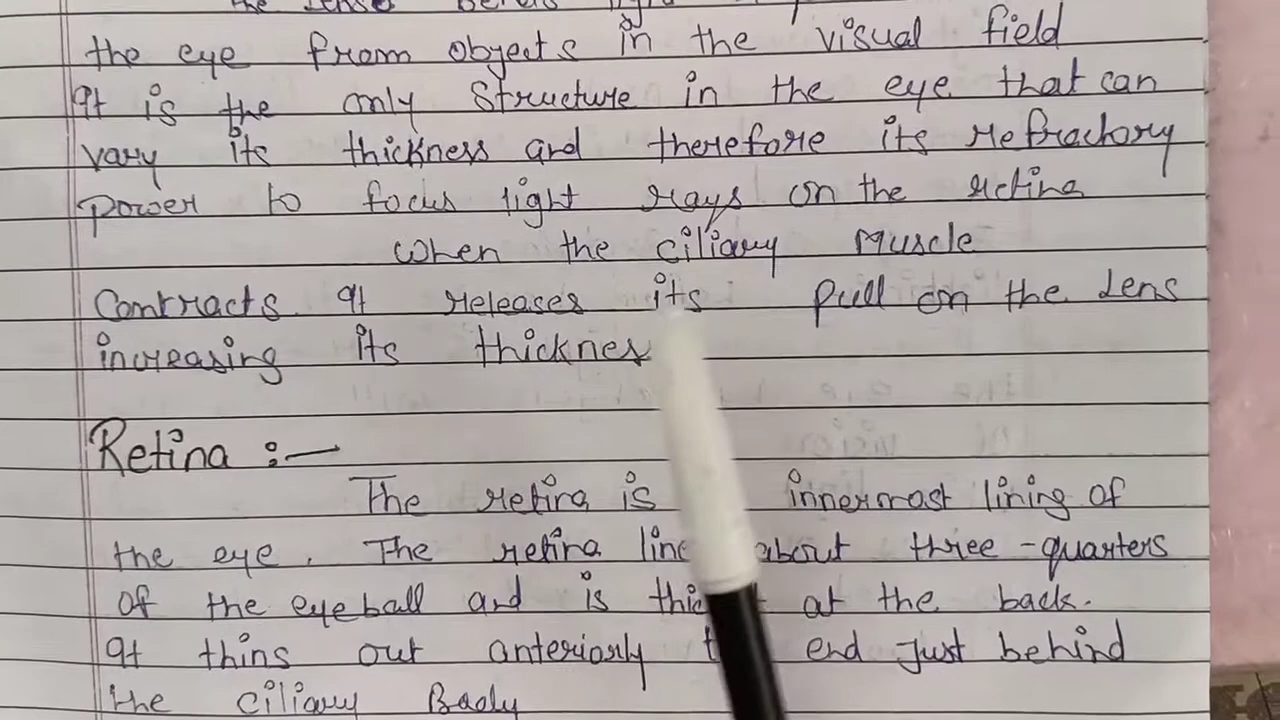 the lense bends light
the eye from objects in the visual field
It is the only structure in the eye that can
vary its thickness and therefore its refractory
power to focus light rays on the retina
when the ciliary Muscle
Contracts. It releases its pull on the Lens
increasing its thicknes
Retina :-
The retina is innermost lining of
the eye. The retina line about three-quarters
of the eyeball and is at the back.
It thins out anteriorly end Just behind
the ciliary Body